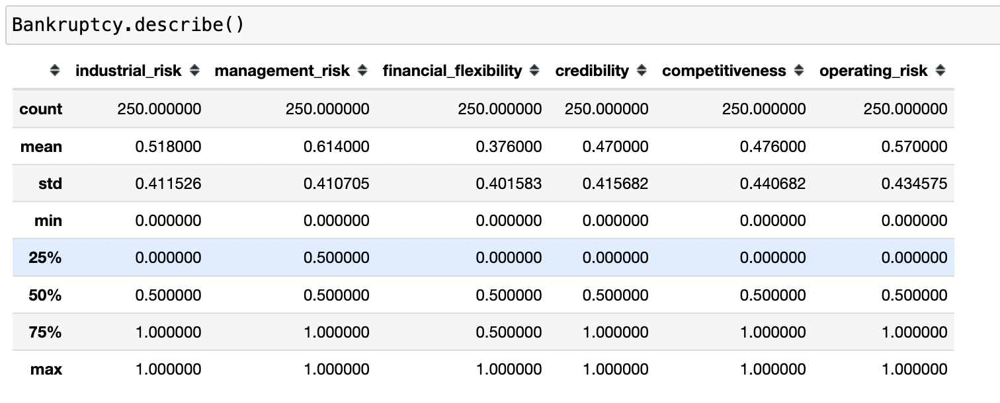 Bankruptcy.describe()
industrial_risk management_risk financial_flexibility credibility competitiveness operating_risk
count 250.000000 250.000000 250.000000 250.000000 250.000000 250.000000
mean 0.518000 0.614000 0.376000 0.470000 0.476000 0.570000
std 0.411526 0.410705 0.401583 0.415682 0.440682 0.434575
min 0.000000 0.000000 0.000000 0.000000 0.000000 0.000000
25% 0.000000 0.500000 0.000000 0.000000 0.000000 0.000000
50% 0.500000 0.500000 0.500000 0.500000 0.500000 0.500000
75% 1.000000 1.000000 0.500000 1.000000 1.000000 1.000000
max 1.000000 1.000000 1.000000 1.000000 1.000000 1.000000